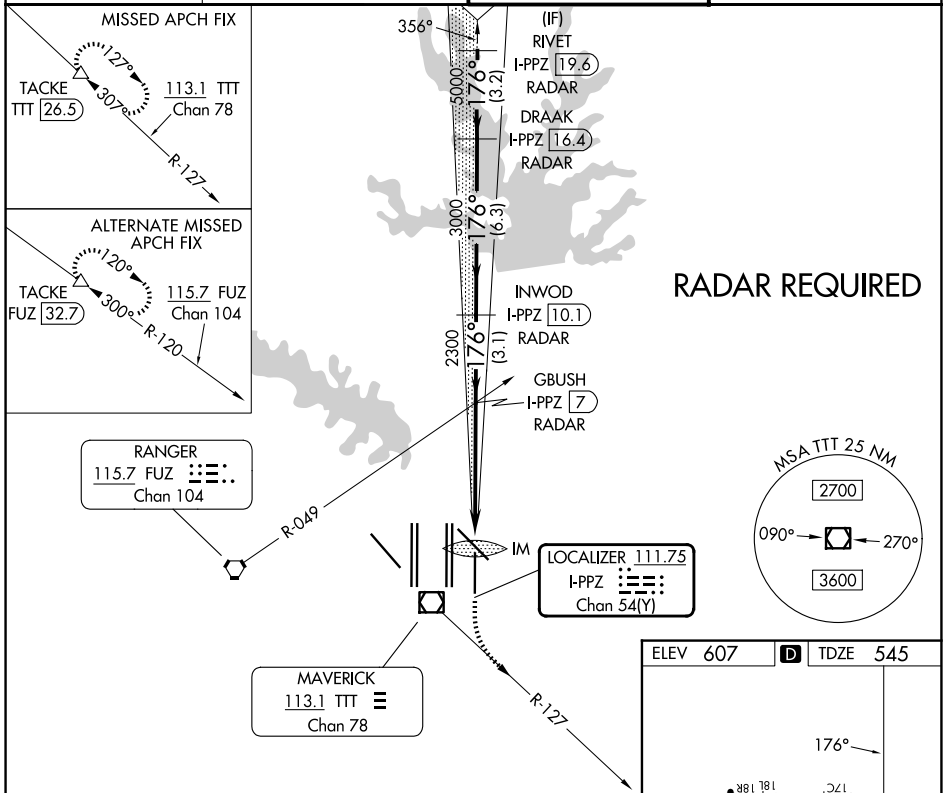 MISSED APCH FIX
127°
TACKE
TTT 26.5
307°
113.1 TTT
Chan 78
R-127
ALTERNATE MISSED
APCH FIX
120°
TACKE
FUZ 32.7
300°
115.7 FUZ
Chan 104
R-120
356°
(IF)
RIVET
I-PPZ 19.6
RADAR
5000
176°
(3.2)
DRAAK
I-PPZ 16.4
RADAR
3000
176°
(6.3)
RADAR REQUIRED
INWOD
I-PPZ 10.1
RADAR
2300
176°
(3.1)
GBUSH
I-PPZ 7
RADAR
RANGER
115.7 FUZ
Chan 104
R-049
MSA TTT 25 NM
2700
090°
270°
3600
IM
LOCALIZER 111.75
I-PPZ
Chan 54(Y)
MAVERICK
113.1 TTT
Chan 78
R-127
ELEV 607
D
TDZE 545
176°
18R
18L
17C